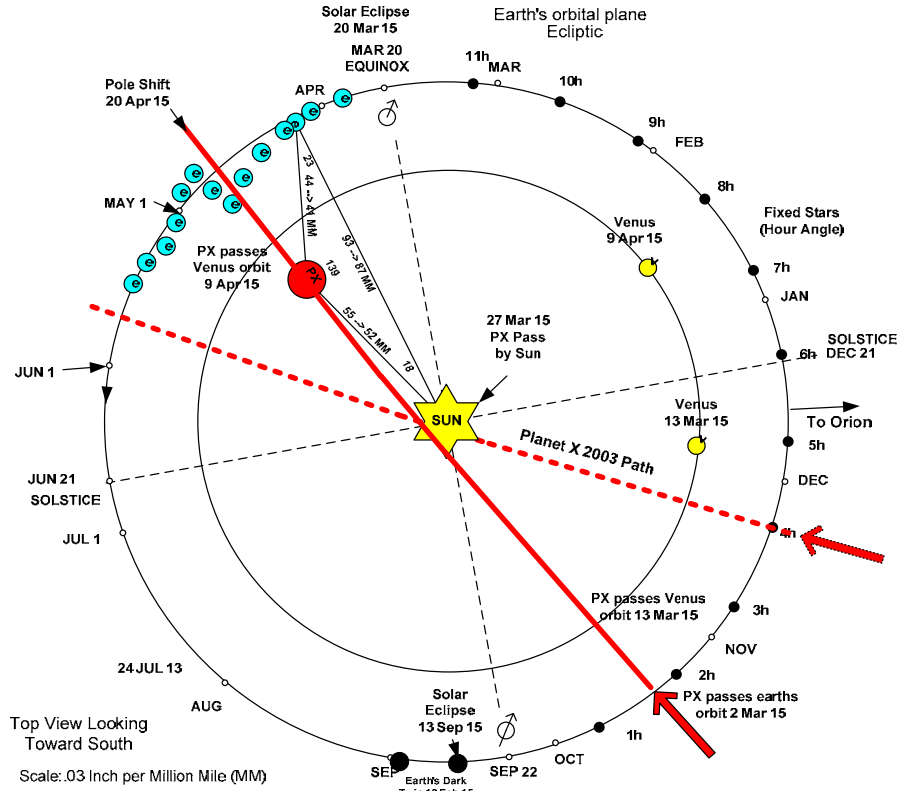 Solar Eclipse
20 Mar 15
Earth's orbital plane
Ecliptic
MAR 20
EQUINOX
11h
MAR
10h
Pole Shift
20 Apr 15
APR
9h
FEB
8h
e
e
e
e
e
e
e
e
e
e
e
e
e
e
23
44 --> 41 MM
93 --> 87 MM
MAY 1
Venus
9 Apr 15
Fixed Stars
(Hour Angle)
PX passes
Venus orbit
9 Apr 15
PX
139
7h
JAN
55 --> 52 MM
18
27 Mar 15
PX Pass
by Sun
SOLSTICE
6h
DEC 21
JUN 1
SUN
Venus
13 Mar 15
To Orion
5h
Planet X 2003 Path
JUN 21
SOLSTICE
DEC
JUL 1
4h
PX passes Venus
orbit 13 Mar 15
3h
NOV
24 JUL 13
2h
AUG
PX passes earths
orbit 2 Mar 15
Solar
Eclipse
13 Sep 15
1h
Top View Looking
Toward South
OCT
SEP
SEP 22
Scale:.03 Inch per Million Mile (MM)
Earth's Dark